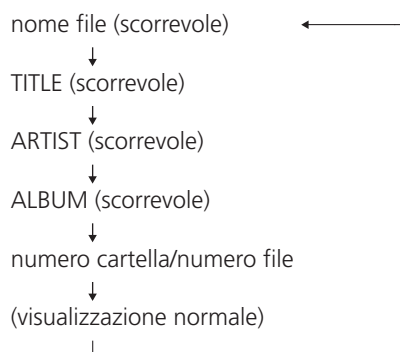 nome file (scorrevole)
TITLE (scorrevole)
ARTIST (scorrevole)
ALBUM (scorrevole)
numero cartella/numero file
(visualizzazione normale)